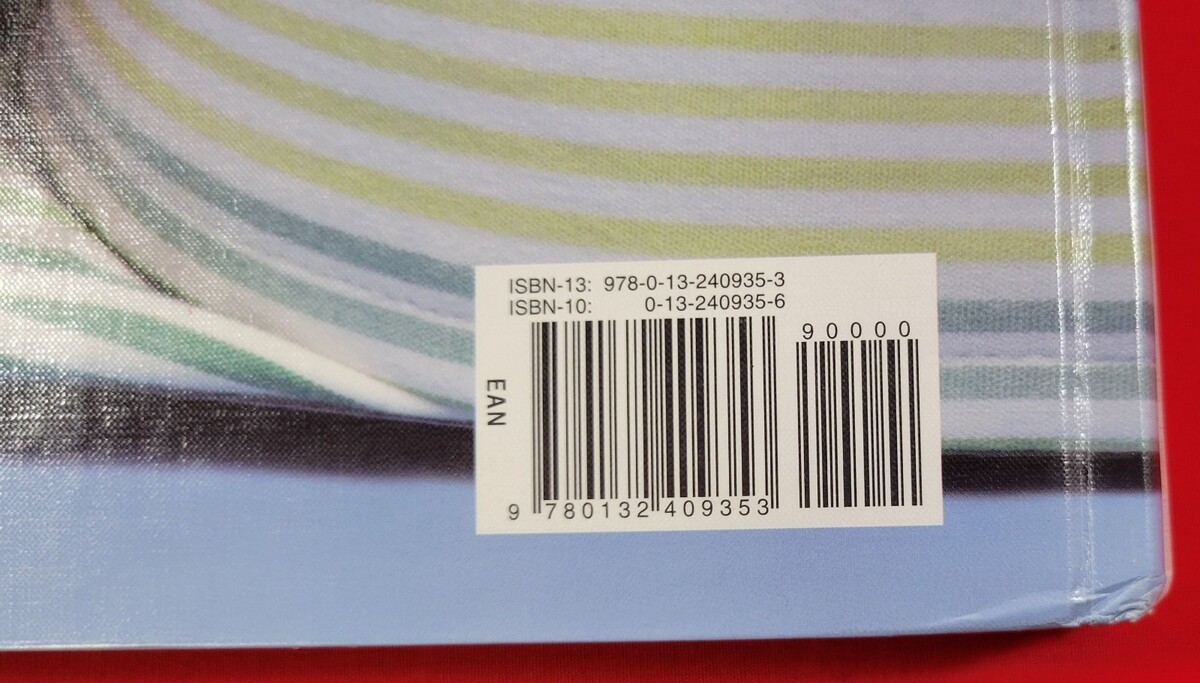 ISBN-13: 978-0-13-240935-3
ISBN-10: 0-13-240935-6
90000
EAN
9 780132 409353